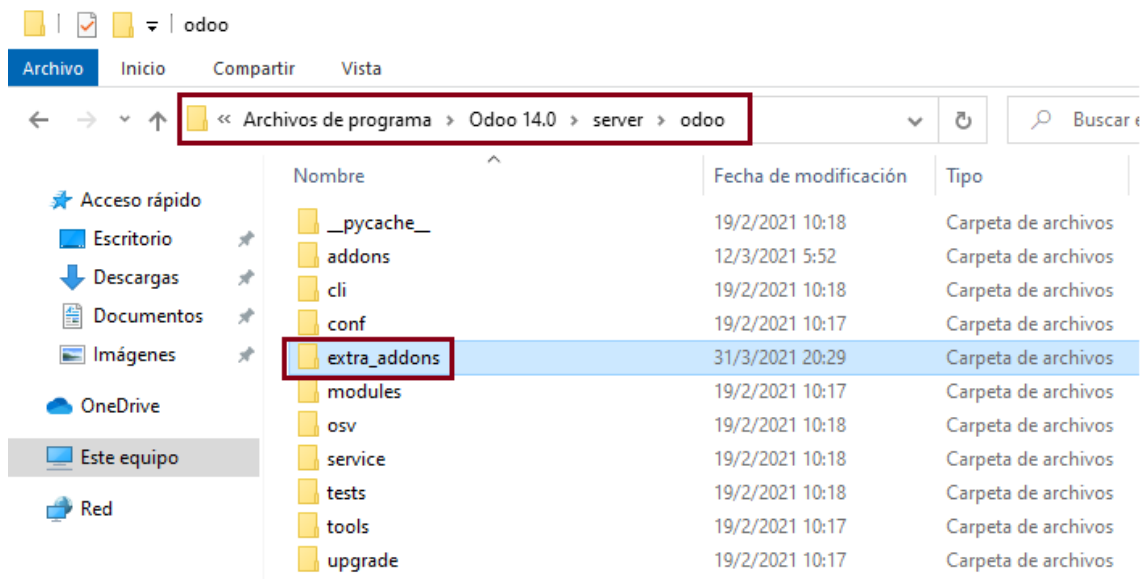 odoo
Archivo Inicio Compartir Vista
« Archivos de programa > Odoo 14.0 > server > odoo
Nombre Fecha de modificación Tipo
Acceso rápido
Escritorio
Descargas
Documentos
Imágenes
OneDrive
Este equipo
Red
__pycache__ 19/2/2021 10:18 Carpeta de archivos
addons 12/3/2021 5:52 Carpeta de archivos
cli 19/2/2021 10:18 Carpeta de archivos
conf 19/2/2021 10:17 Carpeta de archivos
extra_addons 31/3/2021 20:29 Carpeta de archivos
modules 19/2/2021 10:17 Carpeta de archivos
osv 19/2/2021 10:18 Carpeta de archivos
service 19/2/2021 10:18 Carpeta de archivos
tests 19/2/2021 10:18 Carpeta de archivos
tools 19/2/2021 10:17 Carpeta de archivos
upgrade 19/2/2021 10:17 Carpeta de archivos